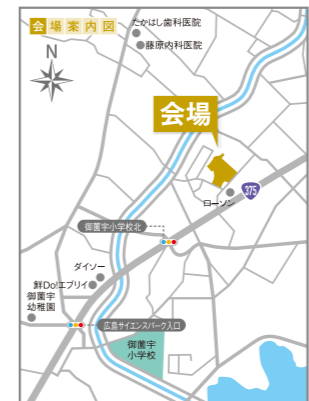 会場案内図
たかはし歯科医院
藤原内科医院
N
会場
375
ローソン
御薗宇小学校北
ダイソー
鮮Do!エブリイ
御薗宇
幼稚園
広島サイエンスパーク入口
御薗宇
小学校